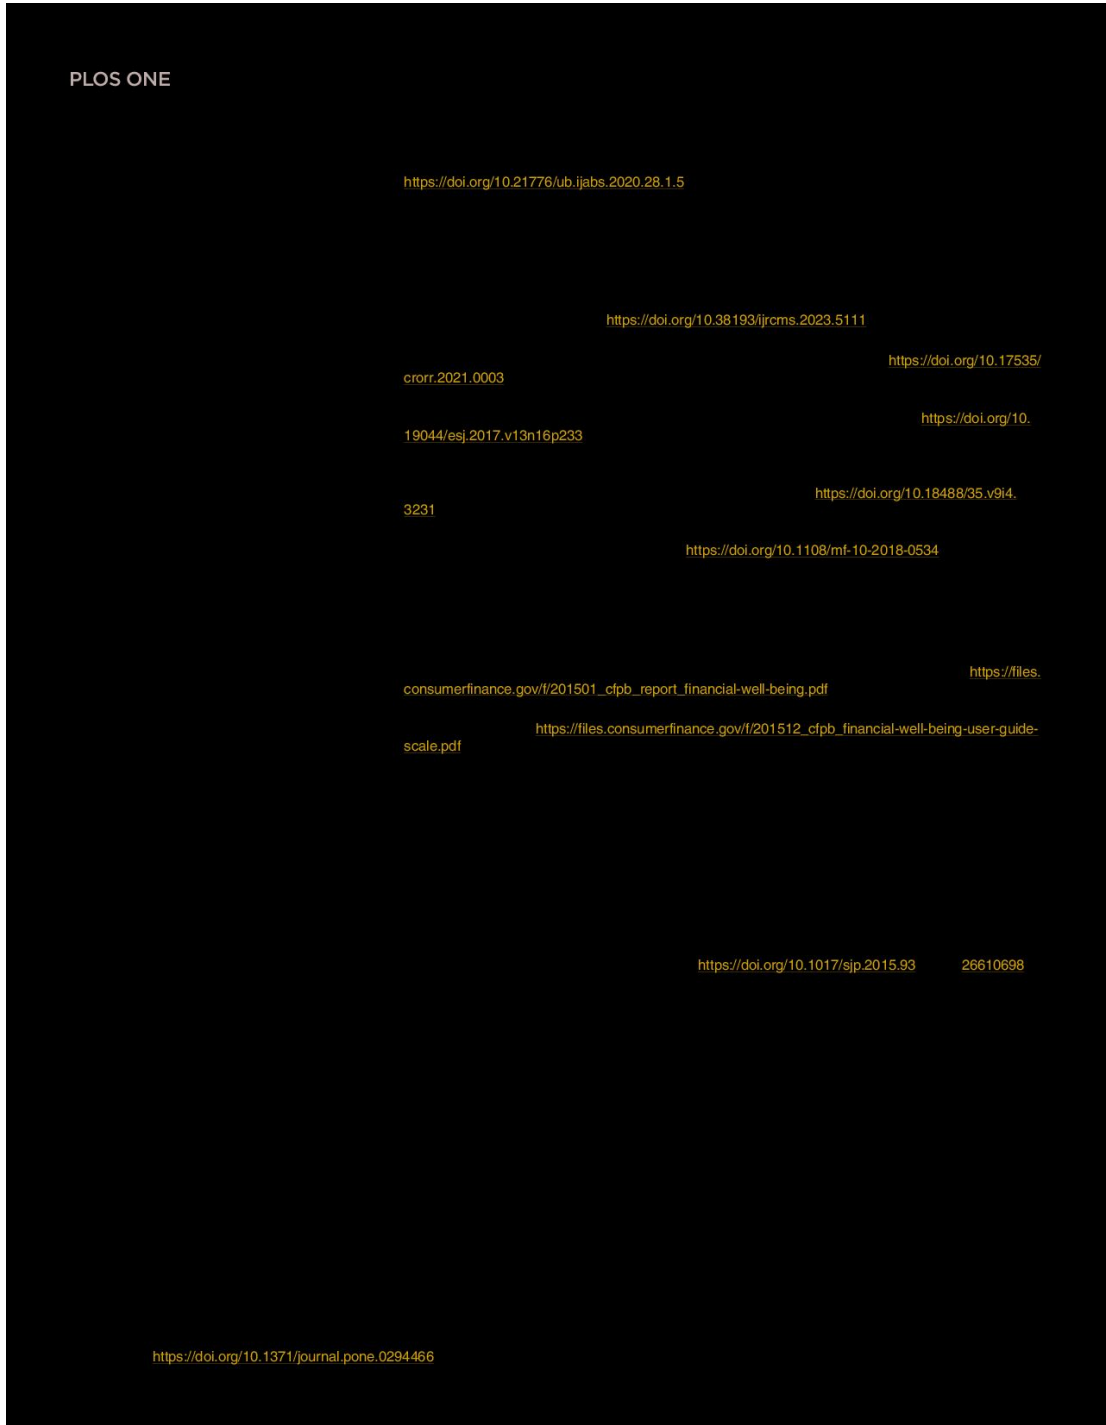 PLOS ONE
https://doi.org/10.21776/ub.ijabs.2020.28.1.5
https://doi.org/10.38193/ijrcms.2023.5111
https://doi.org/10.17535/
crorr.2021.0003
https://doi.org/10.
19044/esj.2017.v13n16p233
https://doi.org/10.18488/35.v9i4.
3231
https://doi.org/10.1108/mf-10-2018-0534
https://files.
consumerfinance.gov/f/201501_cfpb_report_financial-well-being.pdf
https://files.consumerfinance.gov/f/201512_cfpb_financial-well-being-user-guide-
scale.pdf
https://doi.org/10.1017/sjp.2015.93 26610698
https://doi.org/10.1371/journal.pone.0294466